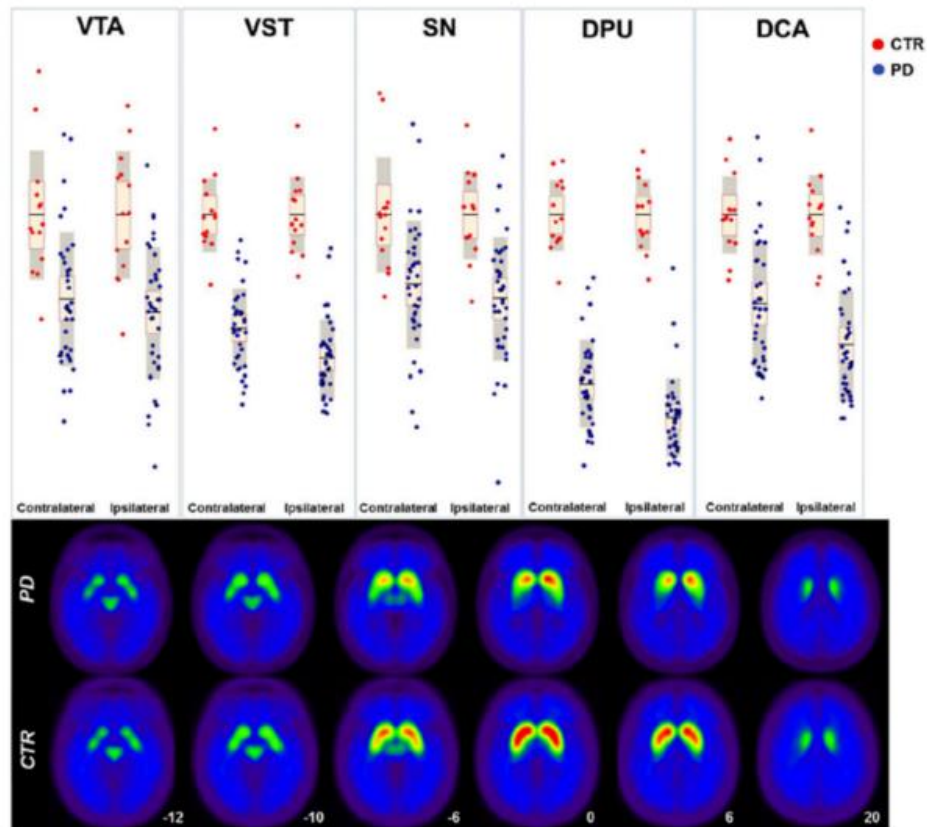 VTA VST SN DPU DCA
CTR
PD
Contralateral Ipsilateral Contralateral Ipsilateral Contralateral Ipsilateral Contralateral Ipsilateral Contralateral Ipsilateral
PD
CTR
-12 -10 -6 0 6 20